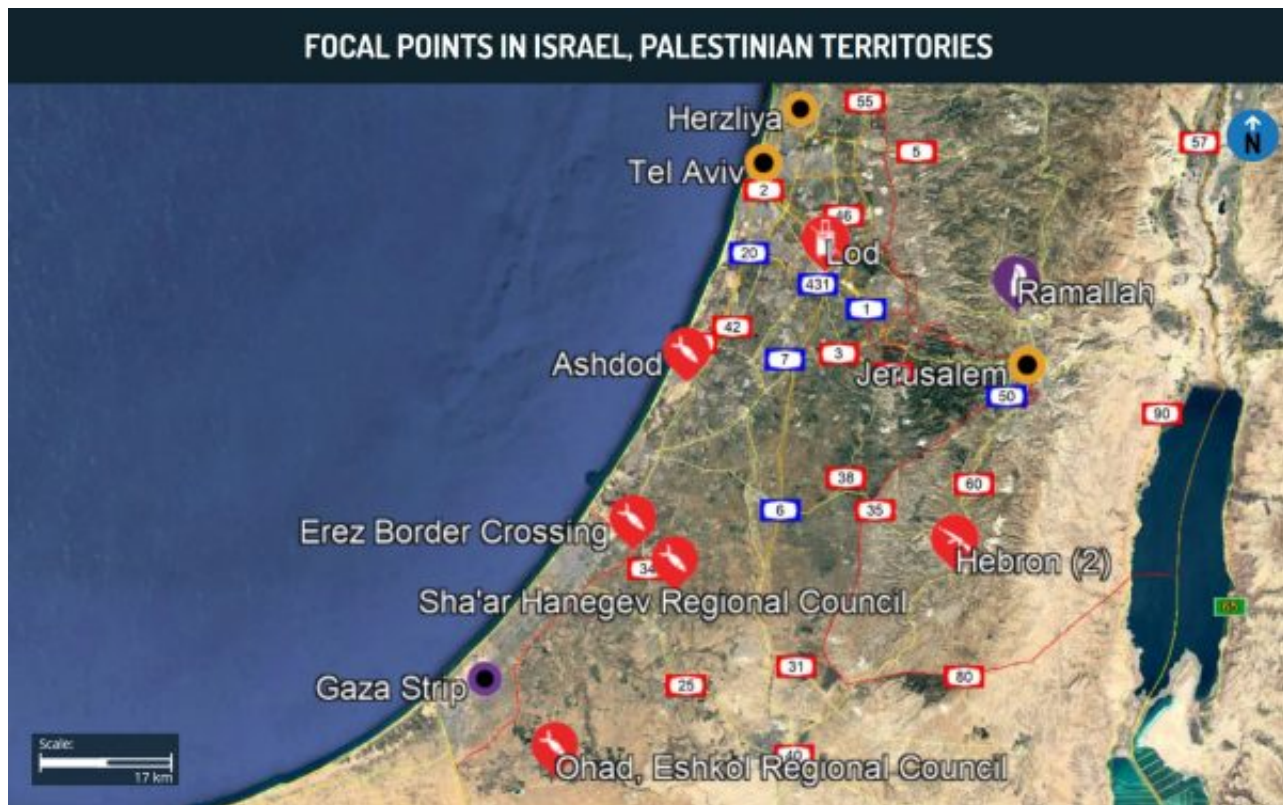 FOCAL POINTS IN ISRAEL, PALESTINIAN TERRITORIES
Herzliya
55
57
N
5
Tel Aviv
2
46
Lod
20
431
Ramallah
1
42
Ashdod
7
3
Jerusalem
50
90
38
60
6
35
Erez Border Crossing
Hebron (2)
34
Sha'ar Hanegev Regional Council
65
31
Gaza Strip
25
80
Scale:
17 km
40
Ohad, Eshkol Regional Council